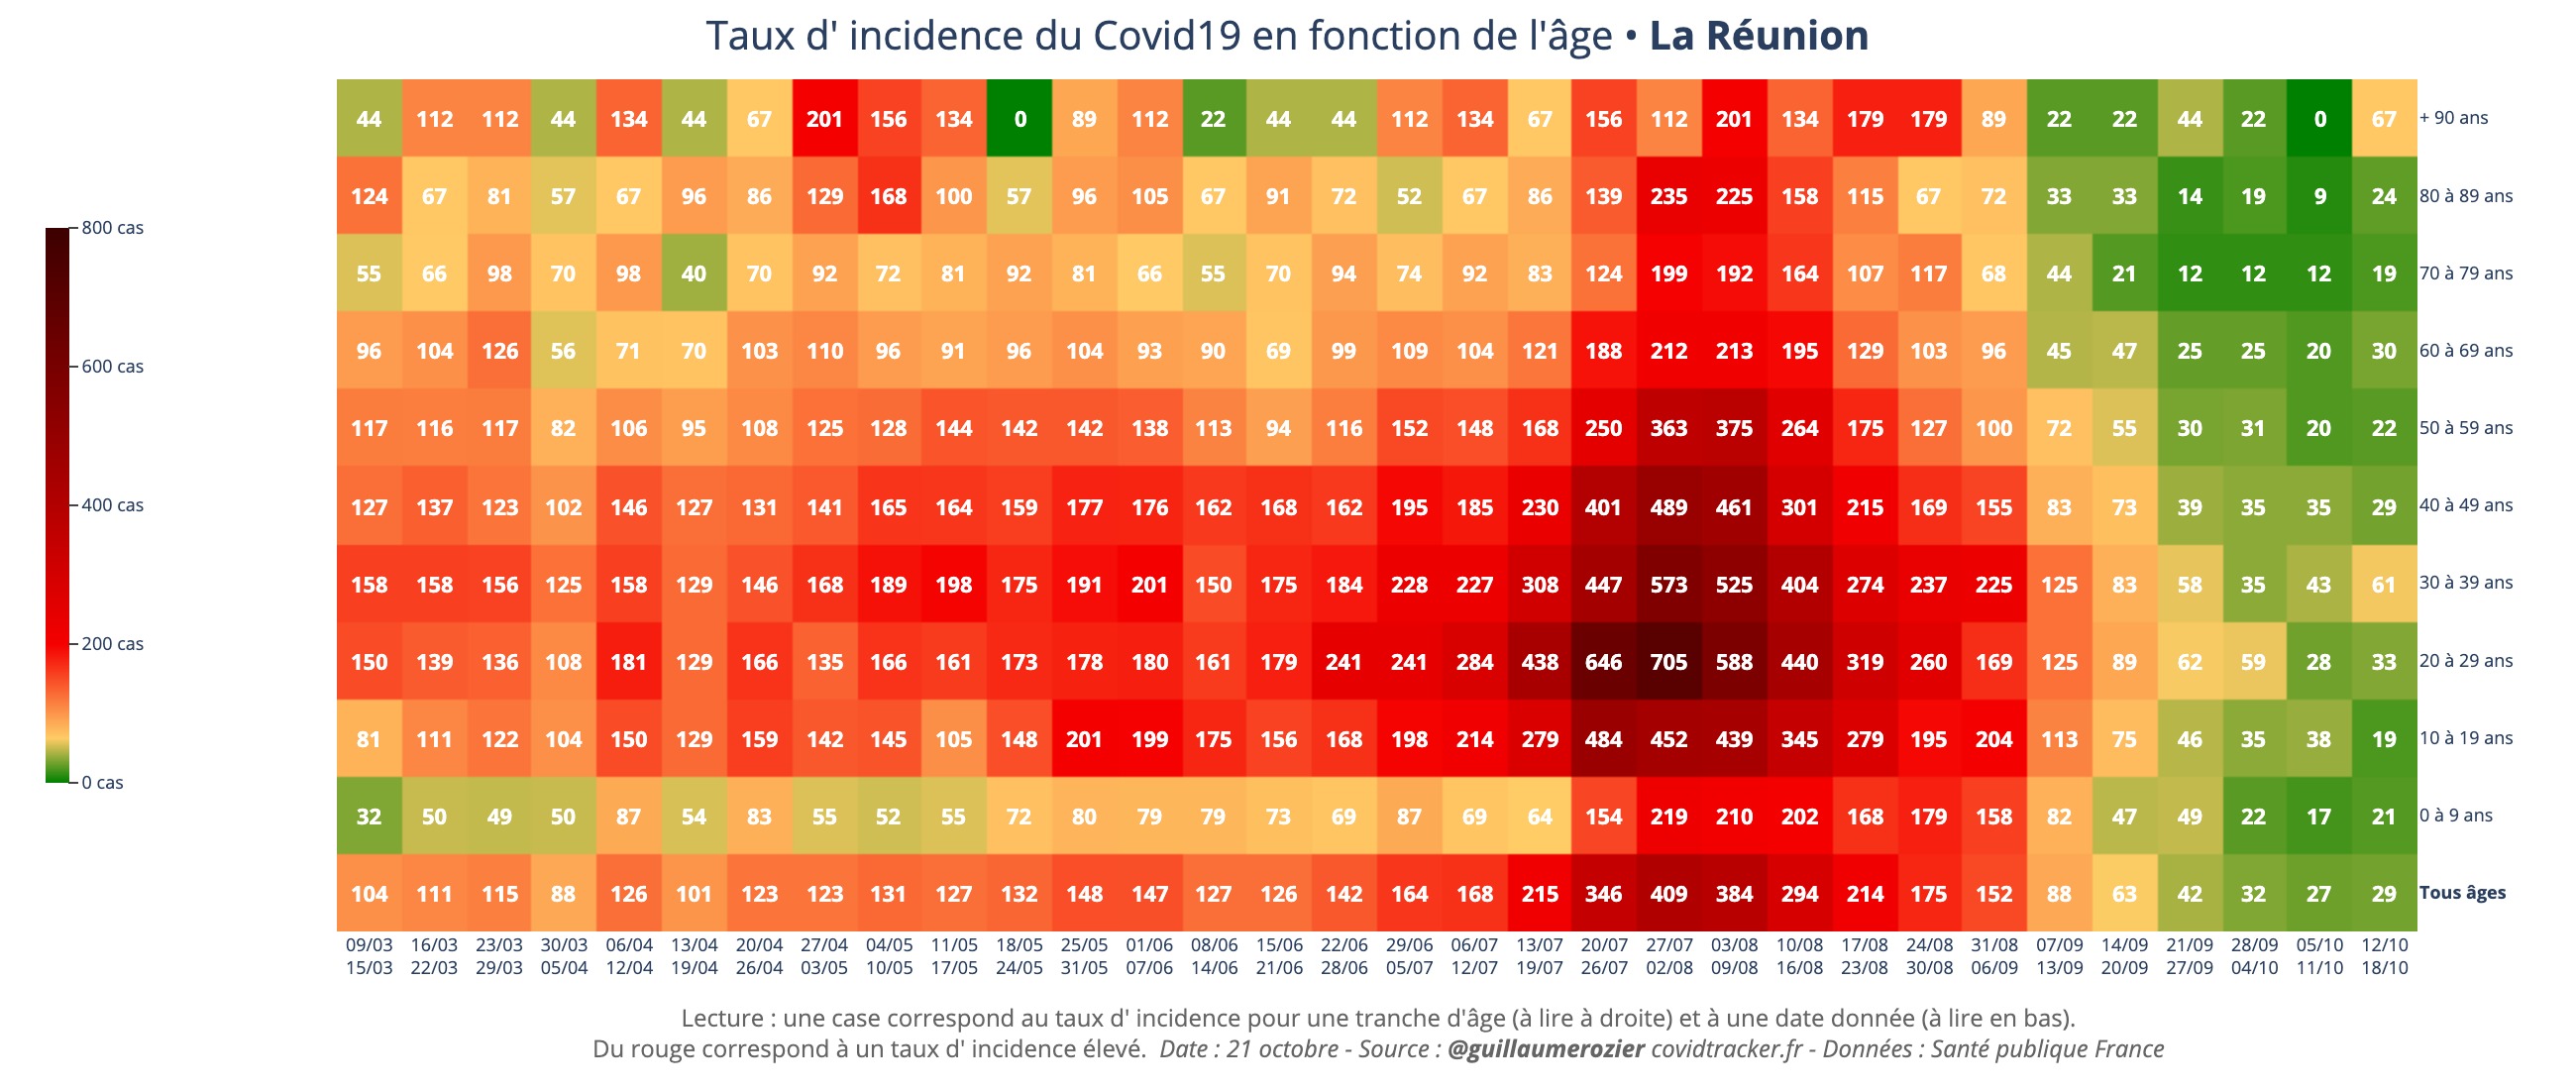 Taux d' incidence du Covid19 en fonction de l'âge • La Réunion
44 112 112 44 134 44 67 201 156 134 0 89 112 22 44 44 112 134 67 156 112 201 134 179 179 89 22 22 44 22 0 67 + 90 ans
124 67 81 57 67 96 86 129 168 100 57 96 105 67 91 72 52 67 86 139 235 225 158 115 67 72 33 33 14 19 9 24 80 à 89 ans
800 cas
55 66 98 70 98 40 70 92 72 81 92 81 66 55 70 94 74 92 83 124 199 192 164 107 117 68 44 21 12 12 12 19 70 à 79 ans
96 104 126 56 71 70 103 110 96 91 96 104 93 90 69 99 109 104 121 188 212 213 195 129 103 96 45 47 25 25 20 30 60 à 69 ans
600 cas
117 116 117 82 106 95 108 125 128 144 142 142 138 113 94 116 152 148 168 250 363 375 264 175 127 100 72 55 30 31 20 22 50 à 59 ans
400 cas
127 137 123 102 146 127 131 141 165 164 159 177 176 162 168 162 195 185 230 401 489 461 301 215 169 155 83 73 39 35 35 29 40 à 49 ans
158 158 156 125 158 129 146 168 189 198 175 191 201 150 175 184 228 227 308 447 573 525 404 274 237 225 125 83 58 35 43 61 30 à 39 ans
200 cas
150 139 136 108 181 129 166 135 166 161 173 178 180 161 179 241 241 284 438 646 705 588 440 319 260 169 125 89 62 59 28 33 20 à 29 ans
81 111 122 104 150 129 159 142 145 105 148 201 199 175 156 168 198 214 279 484 452 439 345 279 195 204 113 75 46 35 38 19 10 à 19 ans
0 cas
32 50 49 50 87 54 83 55 52 55 72 80 79 79 73 69 87 69 64 154 219 210 202 168 179 158 82 47 49 22 17 21 0 à 9 ans
104 111 115 88 126 101 123 123 131 127 132 148 147 127 126 142 164 168 215 346 409 384 294 214 175 152 88 63 42 32 27 29 Tous âges
09/03 16/03 23/03 30/03 06/04 13/04 20/04 27/04 04/05 11/05 18/05 25/05 01/06 08/06 15/06 22/06 29/06 06/07 13/07 20/07 27/07 03/08 10/08 17/08 24/08 31/08 07/09 14/09 21/09 28/09 05/10 12/10
15/03 22/03 29/03 05/04 12/04 19/04 26/04 03/05 10/05 17/05 24/05 31/05 07/06 14/06 21/06 28/06 05/07 12/07 19/07 26/07 02/08 09/08 16/08 23/08 30/08 06/09 13/09 20/09 27/09 04/10 11/10 18/10
Lecture : une case correspond au taux d' incidence pour une tranche d'âge (à lire à droite) et à une date donnée (à lire en bas).
Du rouge correspond à un taux d' incidence élevé. Date : 21 octobre - Source : @guillaumerozier covidtracker.fr - Données : Santé publique France